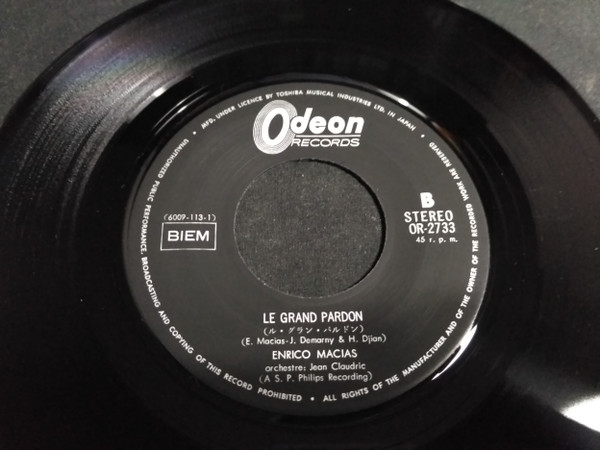 MFD. UNDER LICENCE BY TOSHIBA MUSICAL INDUSTRIES LTD. IN JAPAN • ALL RIGHTS OF THE MANUFACTURER AND OF THE OWNER OF THE RECORDED WORK ARE RESERVED
UNAUTHORIZED PUBLIC PERFORMANCE, BROADCASTING AND COPYING OF THIS RECORD PROHIBITED •
Odeon
RECORDS
(6009-113-1)
BIEM
B
STEREO
OR-2733
45 r. p. m.
LE GRAND PARDON
(ル・グラン・パルドン)
(E. Macias-J. Demarny & H. Djian)
ENRICO MACIAS
orchestre: Jean Claudric
(A S. P. Philips Recording)